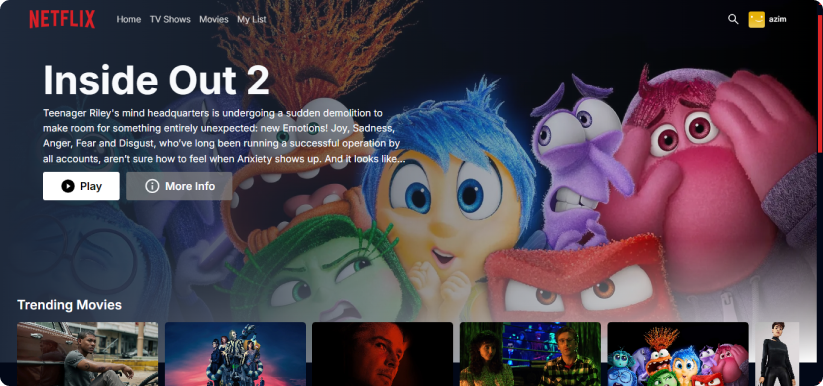 NETFLIX
Home TV Shows Movies My List
azim
Inside Out 2
Teenager Riley's mind headquarters is undergoing a sudden demolition to
make room for something entirely unexpected: new Emotions! Joy, Sadness,
Anger, Fear and Disgust, who've long been running a successful operation by
all accounts, aren't sure how to feel when Anxiety shows up. And it looks like...
Play
More Info
Trending Movies